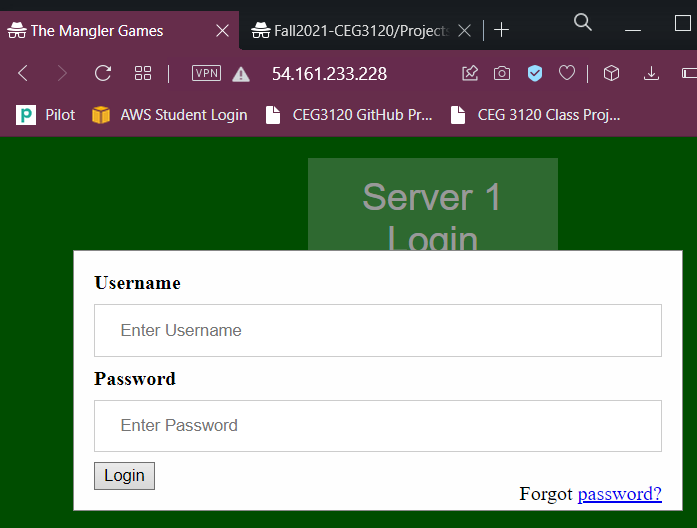 The Mangler Games
Fall2021-CEG3120/Projects
VPN
54.161.233.228
p Pilot
AWS Student Login
CEG3120 GitHub Pr...
CEG 3120 Class Proj...
Server 1
Login
Username
Enter Username
Password
Enter Password
Login
Forgot password?